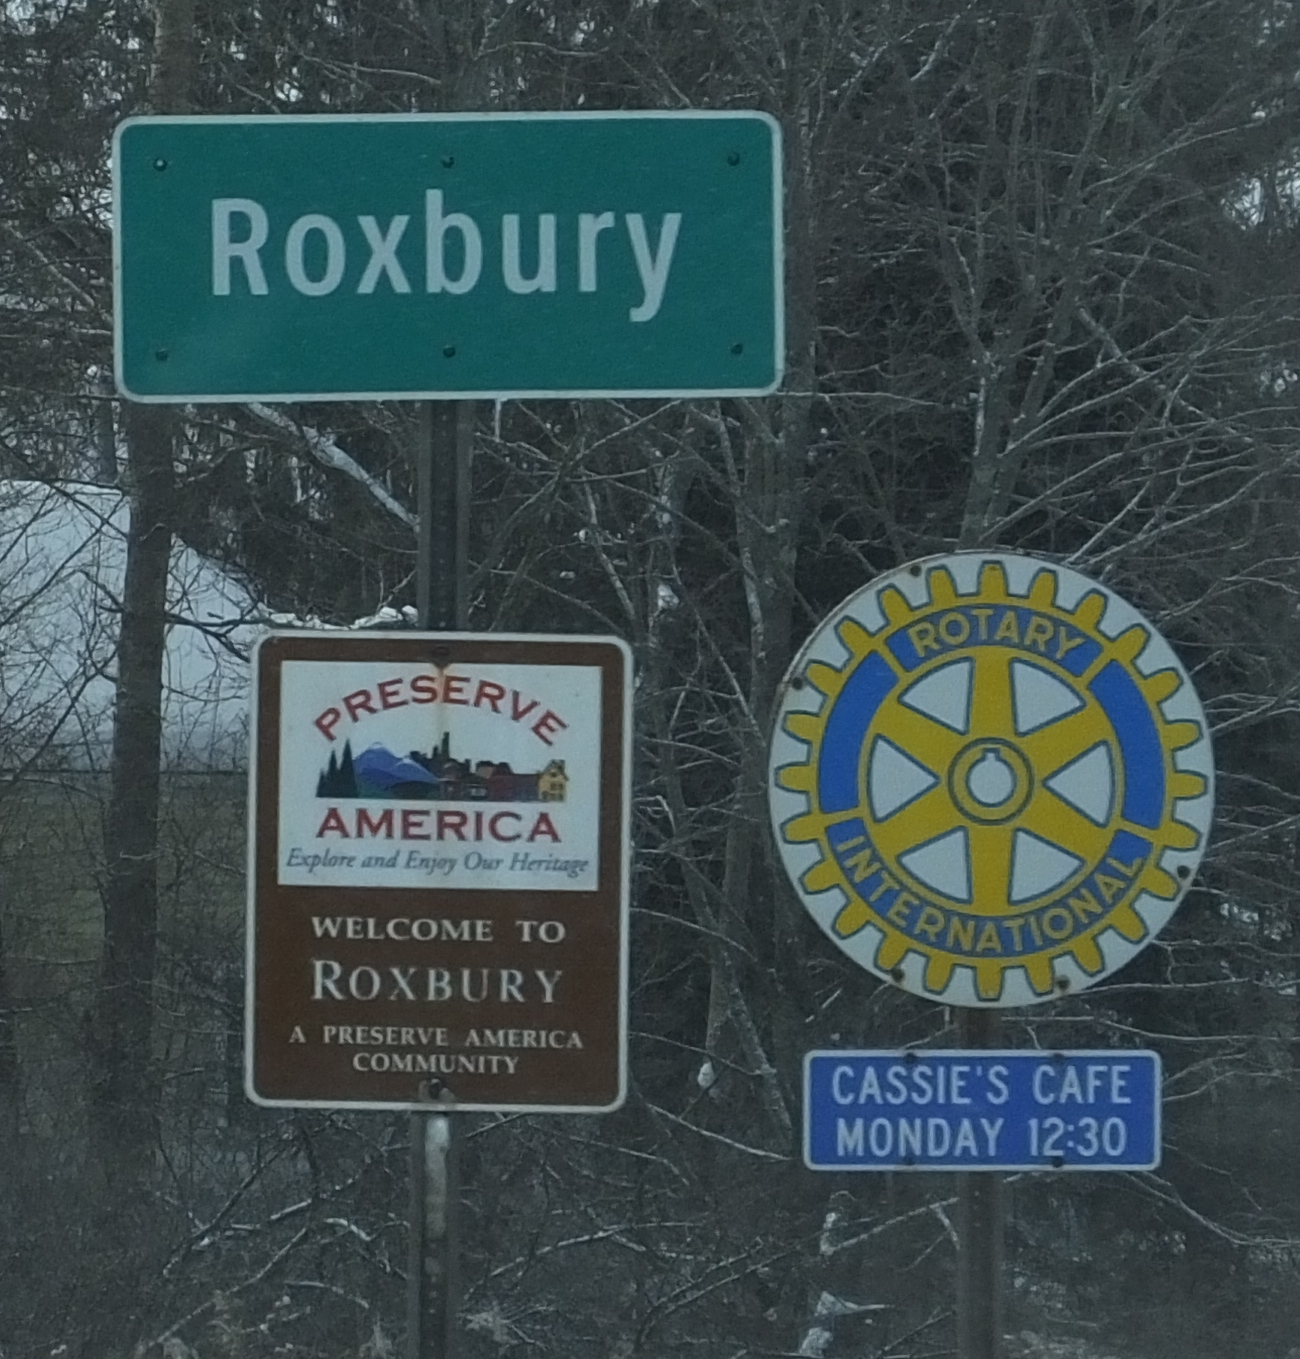 Roxbury
PRESERVE
AMERICA
Explore and Enjoy Our Heritage
WELCOME TO
ROXBURY
A PRESERVE AMERICA
COMMUNITY
ROTARY
INTERNATIONAL
CASSIE'S CAFE
MONDAY 12:30